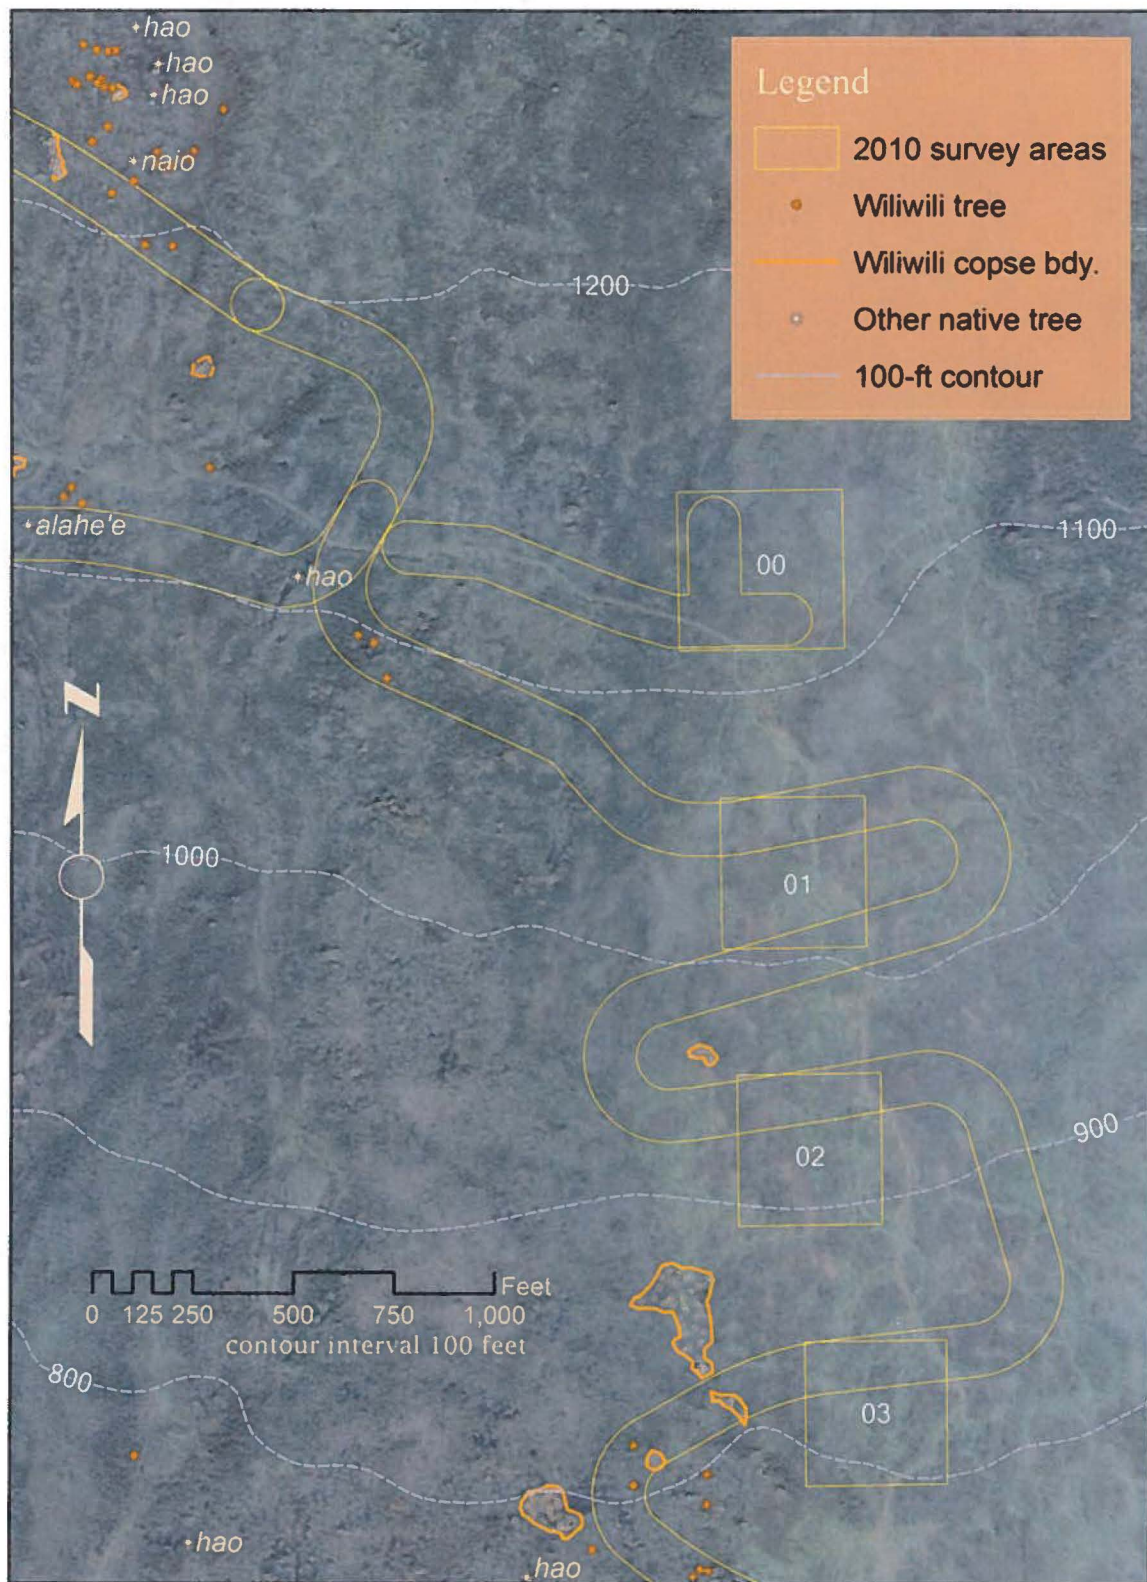 hao
hao
hao
naio
Legend
2010 survey areas
Wiliwili tree
Wiliwili copse bdy.
Other native tree
100-ft contour
1200
alahe'e
hao
00
1100
N
1000
01
900
02
Feet
0 125 250 500 750 1,000
contour interval 100 feet
800
03
hao
hao